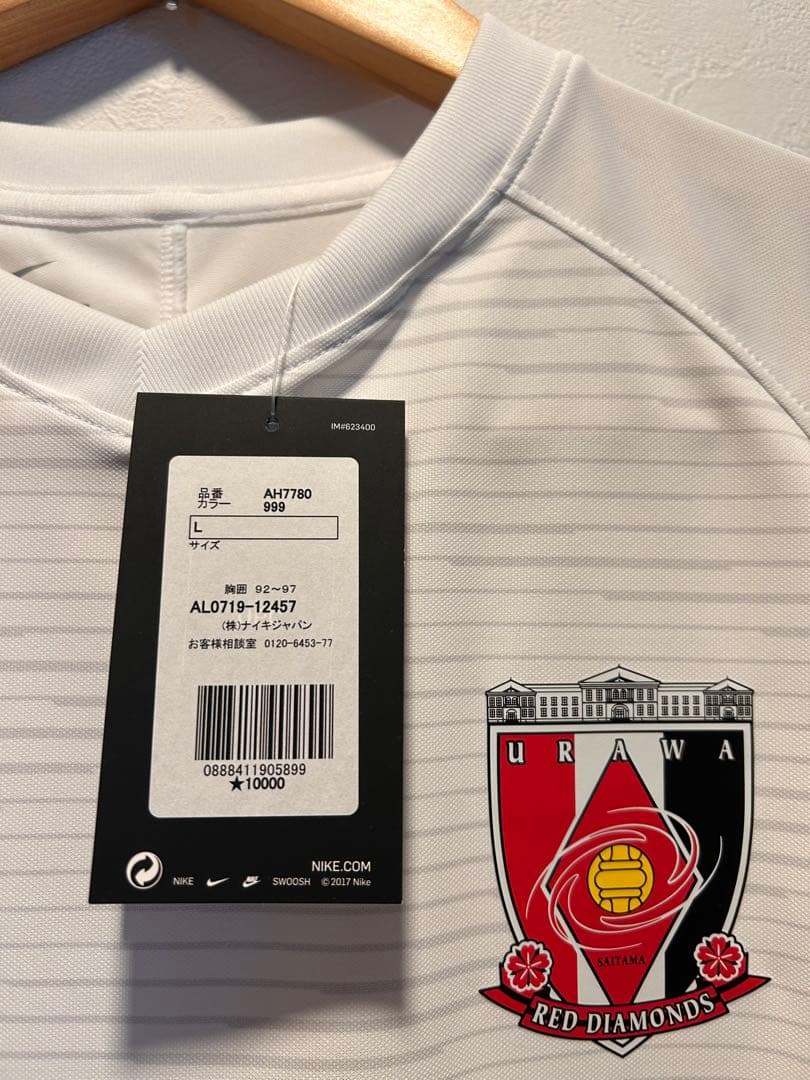 IM#623400
品番 AH7780
カラー 999
L
サイズ
胸囲 92～97
AL0719-12457
(株)ナイキジャパン
お客様相談室 0120-6453-77
0888411905899
★10000
NIKE.COM
NIKE SWOOSH © 2017 Nike
URAWA
SAITAMA
RED DIAMONDS